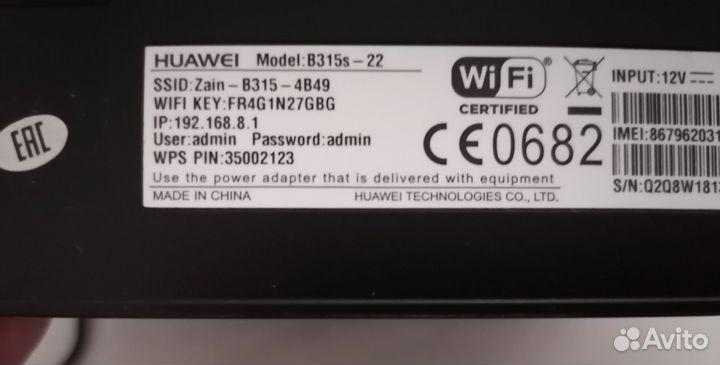 HUAWEI Model:B315s-22
SSID:Zain-B315-4B49
WIFI KEY:FR4G1N27GBG
IP:192.168.8.1
User:admin Password:admin
WPS PIN:35002123
Use the power adapter that is delivered with equipment
MADE IN CHINA HUAWEI TECHNOLOGIES CO., LTD.
WiFi®
CERTIFIED
CE0682
INPUT:12V
IMEI:867962031
S/N:Q2Q8W181
EAC
Avito